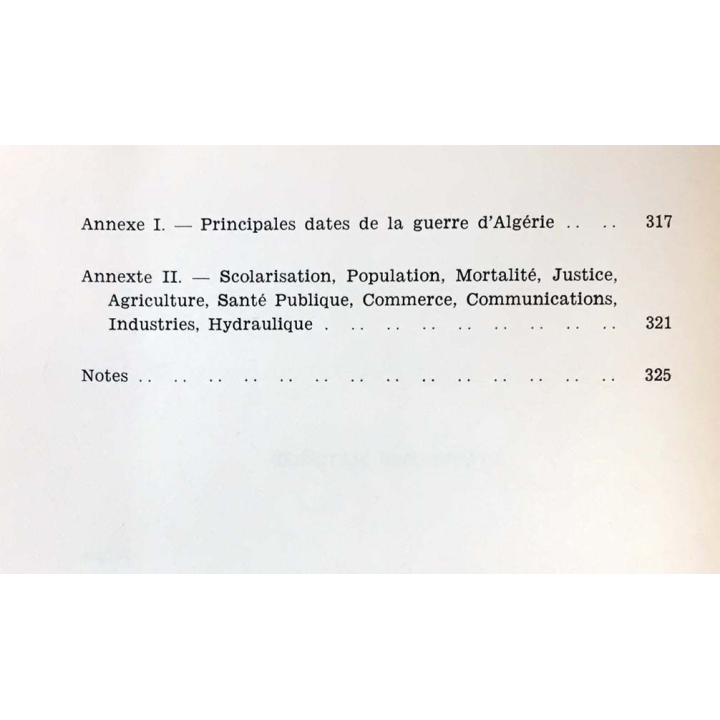 Annexe I. — Principales dates de la guerre d'Algérie .. .. 317
Annexte II. — Scolarisation, Population, Mortalité, Justice,
Agriculture, Santé Publique, Commerce, Communications,
Industries, Hydraulique . .. .. .. .. .. .. .. .. 321
Notes .. .. .. .. .. .. .. .. .. .. .. .. .. .. 325